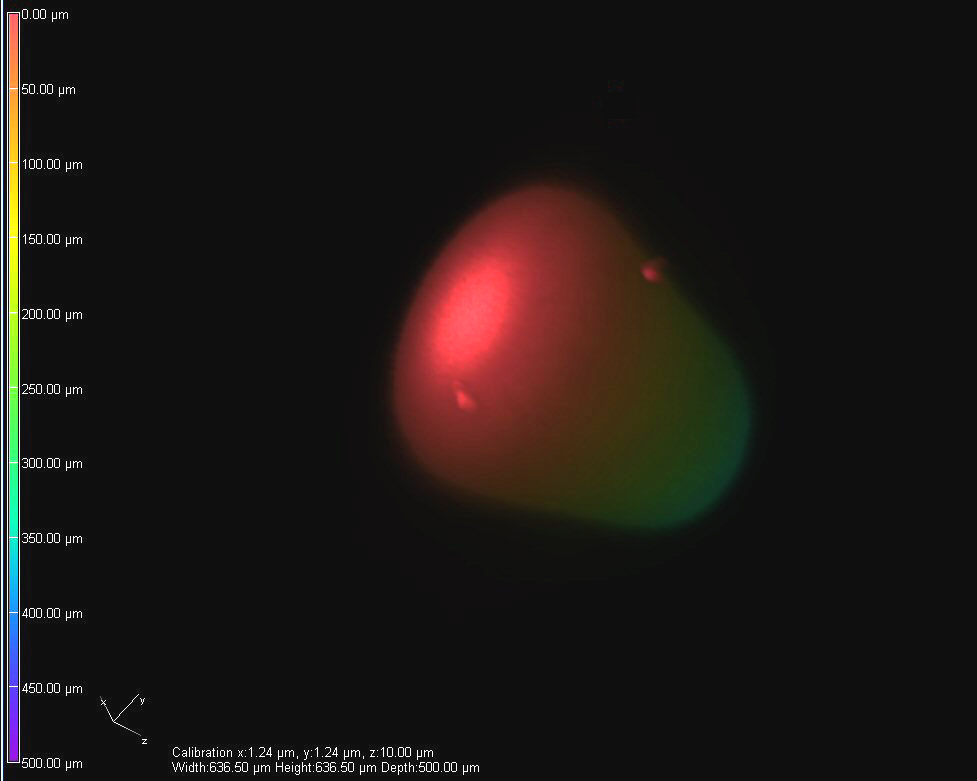 0.00 µm
50.00 µm
100.00 µm
150.00 µm
200.00 µm
250.00 µm
300.00 µm
350.00 µm
400.00 µm
450.00 µm
500.00 µm
x
y
z
Calibration x:1.24 µm, y:1.24 µm, z:10.00 µm
Width:636.50 µm Height:636.50 µm Depth:500.00 µm